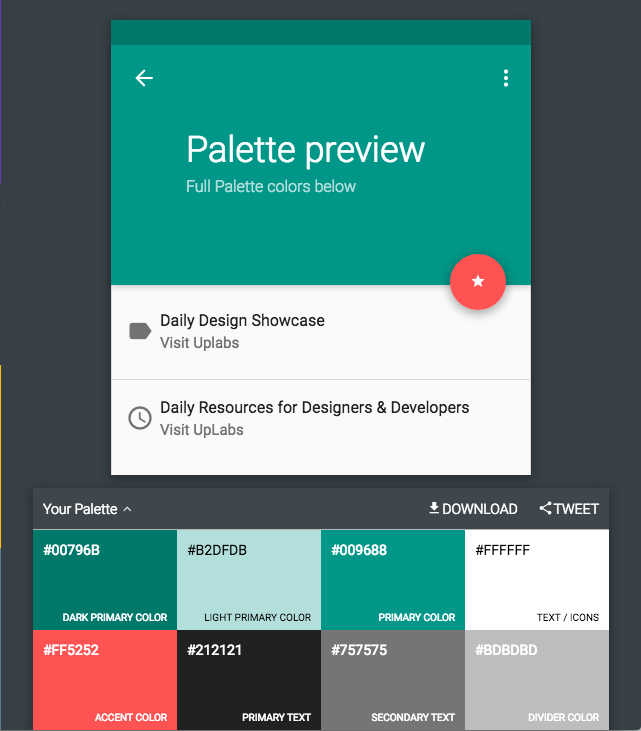 Palette preview
Full Palette colors below
Daily Design Showcase
Visit Uplabs
Daily Resources for Designers & Developers
Visit UpLabs
Your Palette
DOWNLOAD
TWEET
#00796B
DARK PRIMARY COLOR
#B2DFDB
LIGHT PRIMARY COLOR
#009688
PRIMARY COLOR
#FFFFFF
TEXT / ICONS
#FF5252
ACCENT COLOR
#212121
PRIMARY TEXT
#757575
SECONDARY TEXT
#BDBDBD
DIVIDER COLOR